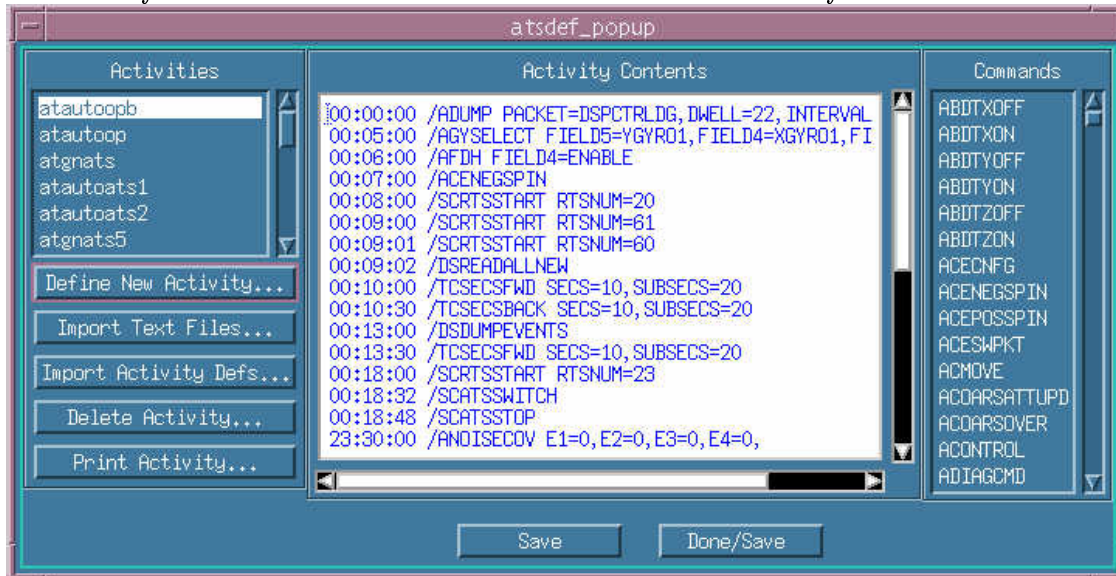 atsdef_popup
Activities
atautoopb
atautoop
atgnats
atautoats1
atautoats2
atgnats5
Define New Activity...
Import Text Files...
Import Activity Defs...
Delete Activity...
Print Activity...
Activity Contents
00:00:00 /ADUMP PACKET=DSPCTRLDG,DWELL=22,INTERVAL
00:05:00 /AGYSELECT FIELD5=YGYRO1,FIELD4=XGYRO1,FI
00:06:00 /AFDH FIELD4=ENABLE
00:07:00 /ACENEGSPIN
00:08:00 /SCRTSSTART RTSNUM=20
00:09:00 /SCRTSSTART RTSNUM=61
00:09:01 /SCRTSSTART RTSNUM=60
00:09:02 /DSREADALLNEW
00:10:00 /TCSECSFWD SECS=10,SUBSECS=20
00:10:30 /TCSECSBACK SECS=10,SUBSECS=20
00:13:00 /DSDUMPEVENTS
00:13:30 /TCSECSFWD SECS=10,SUBSECS=20
00:18:00 /SCRTSSTART RTSNUM=23
00:18:32 /SCATSSWITCH
00:18:48 /SCATSSTOP
23:30:00 /ANOISECOV E1=0,E2=0,E3=0,E4=0,
Commands
ABDTXOFF
ABDTXON
ABDTYOFF
ABDTYON
ABDTZOFF
ABDTZON
ACECNFG
ACENEGSPIN
ACEPOSSPIN
ACESWPKT
ACMOVE
ACOARSATTUPD
ACOARSOVER
ACONTROL
ADIAGCMD
Save
Done/Save